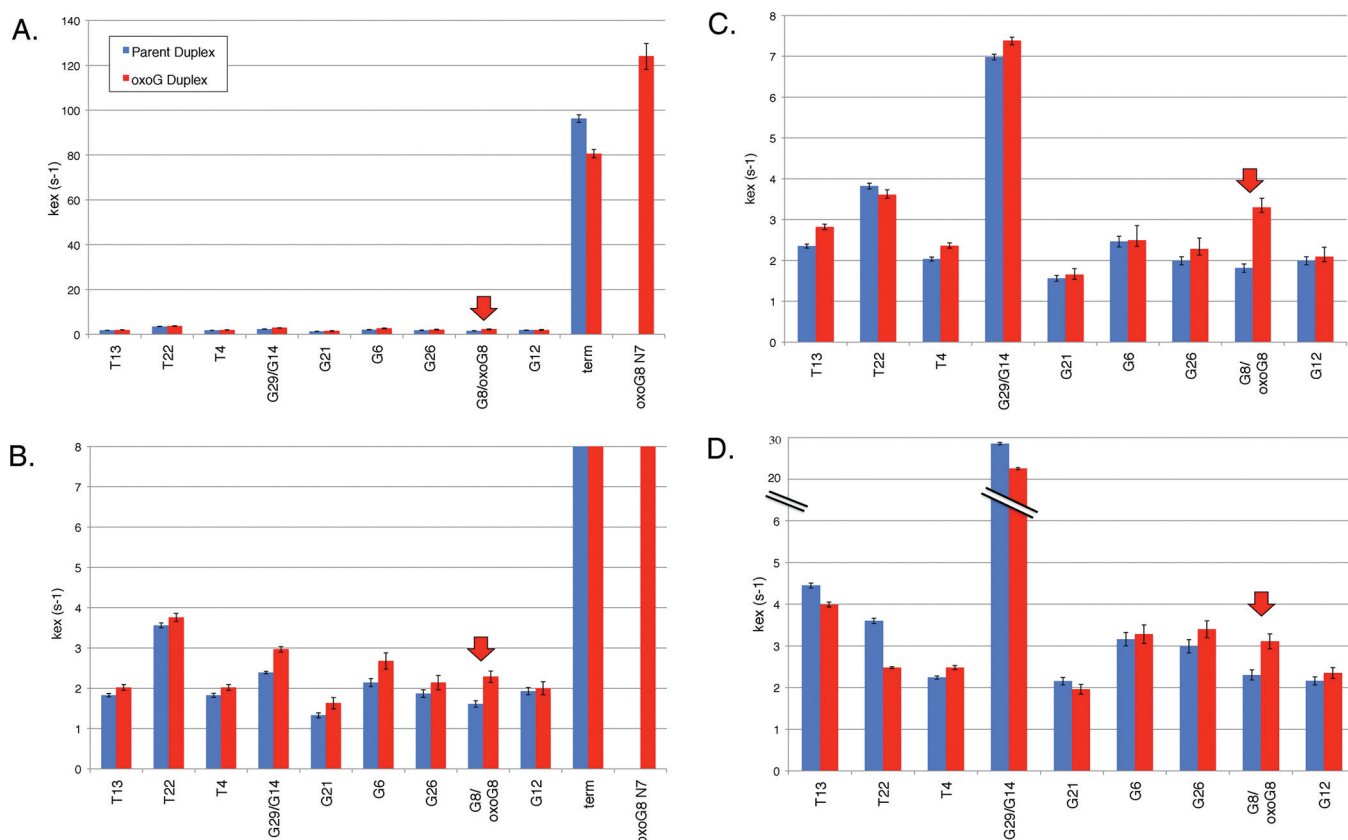 A.
140
120
100
80
60
40
20
0
kex (s-1)
Parent Duplex
oxoG Duplex
T13
T22
T4
G29/G14
G21
G6
G26
G8/oxoG8
G12
term
oxoG8 N7
B.
8
7
6
5
4
3
2
1
0
kex (s-1)
T13
T22
T4
G29/G14
G21
G6
G26
G8/
oxoG8
G12
term
oxoG8 N7
C.
8
7
6
5
4
3
2
1
0
kex (s-1)
T13
T22
T4
G29/G14
G21
G6
G26
G8/
oxoG8
G12
D.
30
20
6
5
4
3
2
1
0
kex (s-1)
T13
T22
T4
G29/G14
G21
G6
G26
G8/
oxoG8
G12